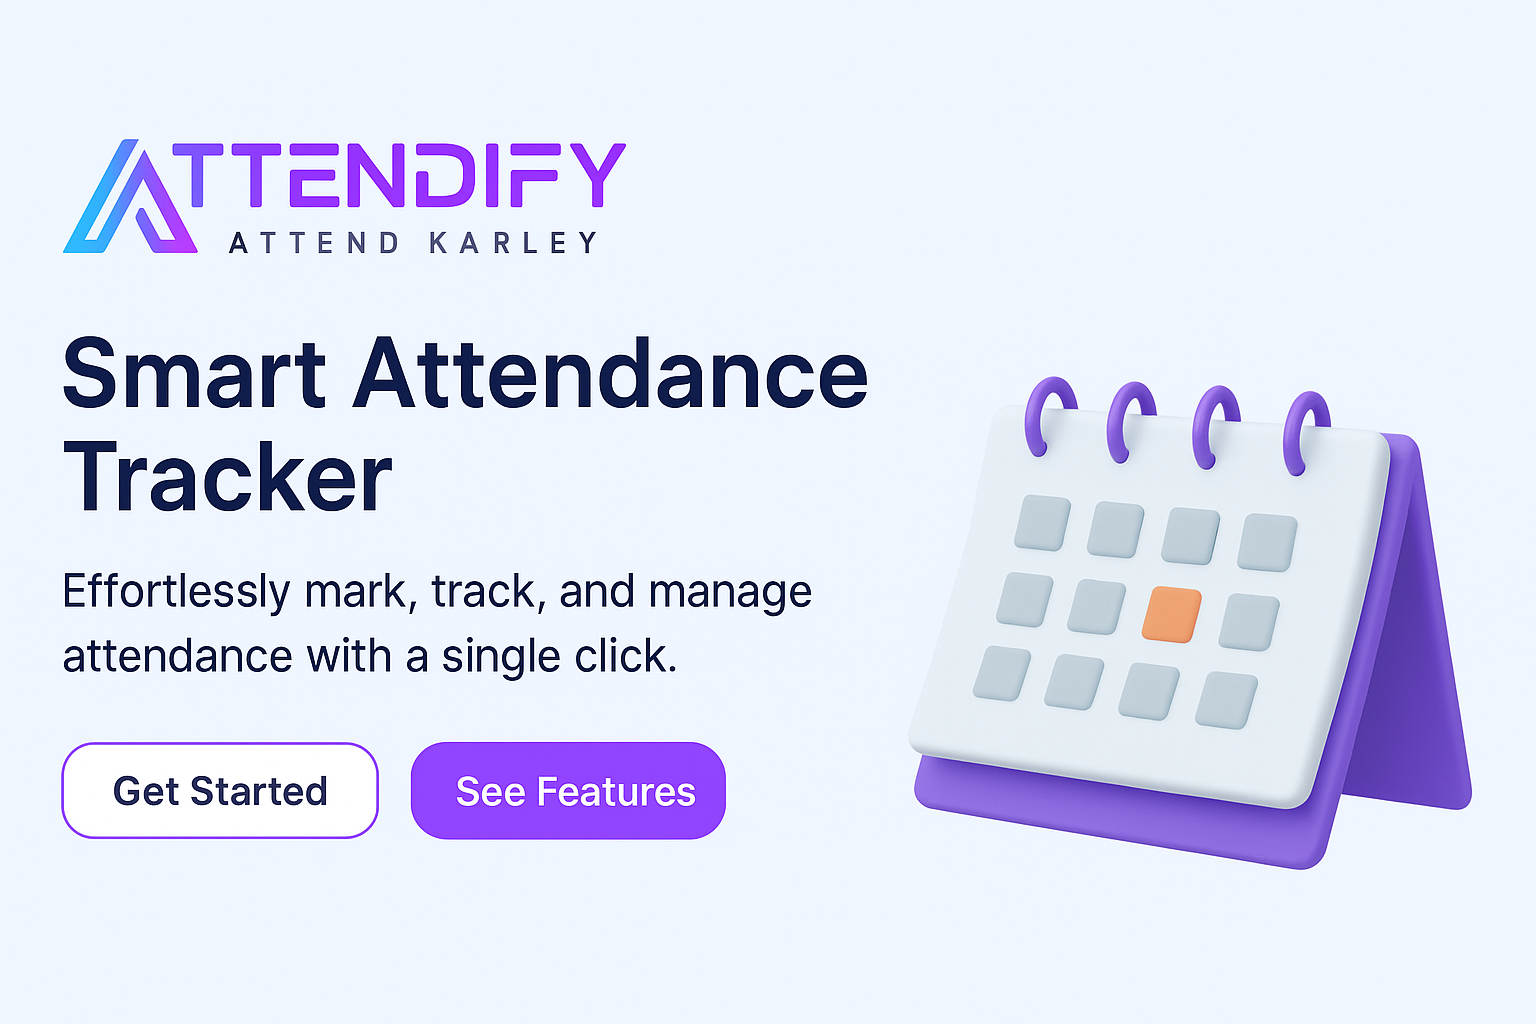 ATTENDIFY
ATTEND KARLEY
Smart Attendance
Tracker
Effortlessly mark, track, and manage
attendance with a single click.
Get Started
See Features